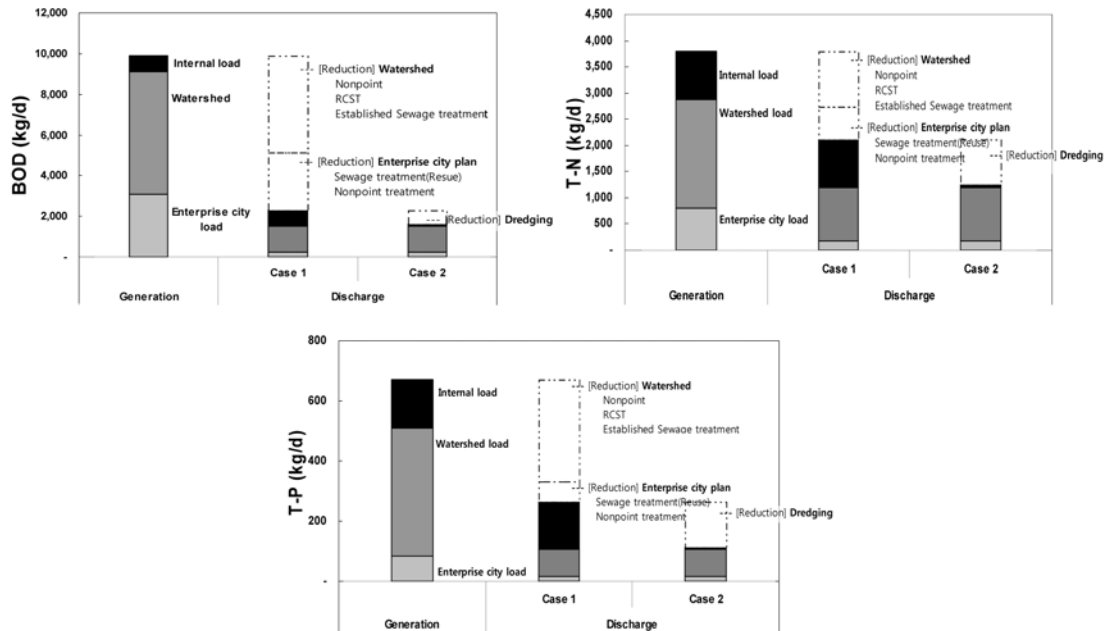 12,000
10,000
8,000
6,000
4,000
2,000
-
BOD (kg/d)
Internal load
Watershed
Enterprise city
load
[Reduction] Watershed
Nonpoint
RCST
Established Sewage treatment
[Reduction] Enterprise city plan
Sewage treatment(Resue)
Nonpoint treatment
[Reduction] Dredging
Case 1
Case 2
Generation
Discharge
4,500
4,000
3,500
3,000
2,500
2,000
1,500
1,000
500
-
T-N (kg/d)
Internal load
Watershed load
Enterprise city load
[Reduction] Watershed
Nonpoint
RCST
Established Sewage treatment
[Reduction] Enterprise city plan
Sewage treatment(Reuse)
Nonpoint treatment
[Reduction] Dredging
Case 1
Case 2
Generation
Discharge
800
600
400
200
-
T-P (kg/d)
Internal load
Watershed load
Enterprise city load
[Reduction] Watershed
Nonpoint
RCST
Established Sewage treatment
[Reduction] Enterprise city plan
Sewage treatment(Reuse)
Nonpoint treatment
[Reduction] Dredging
Case 1
Case 2
Generation
Discharge